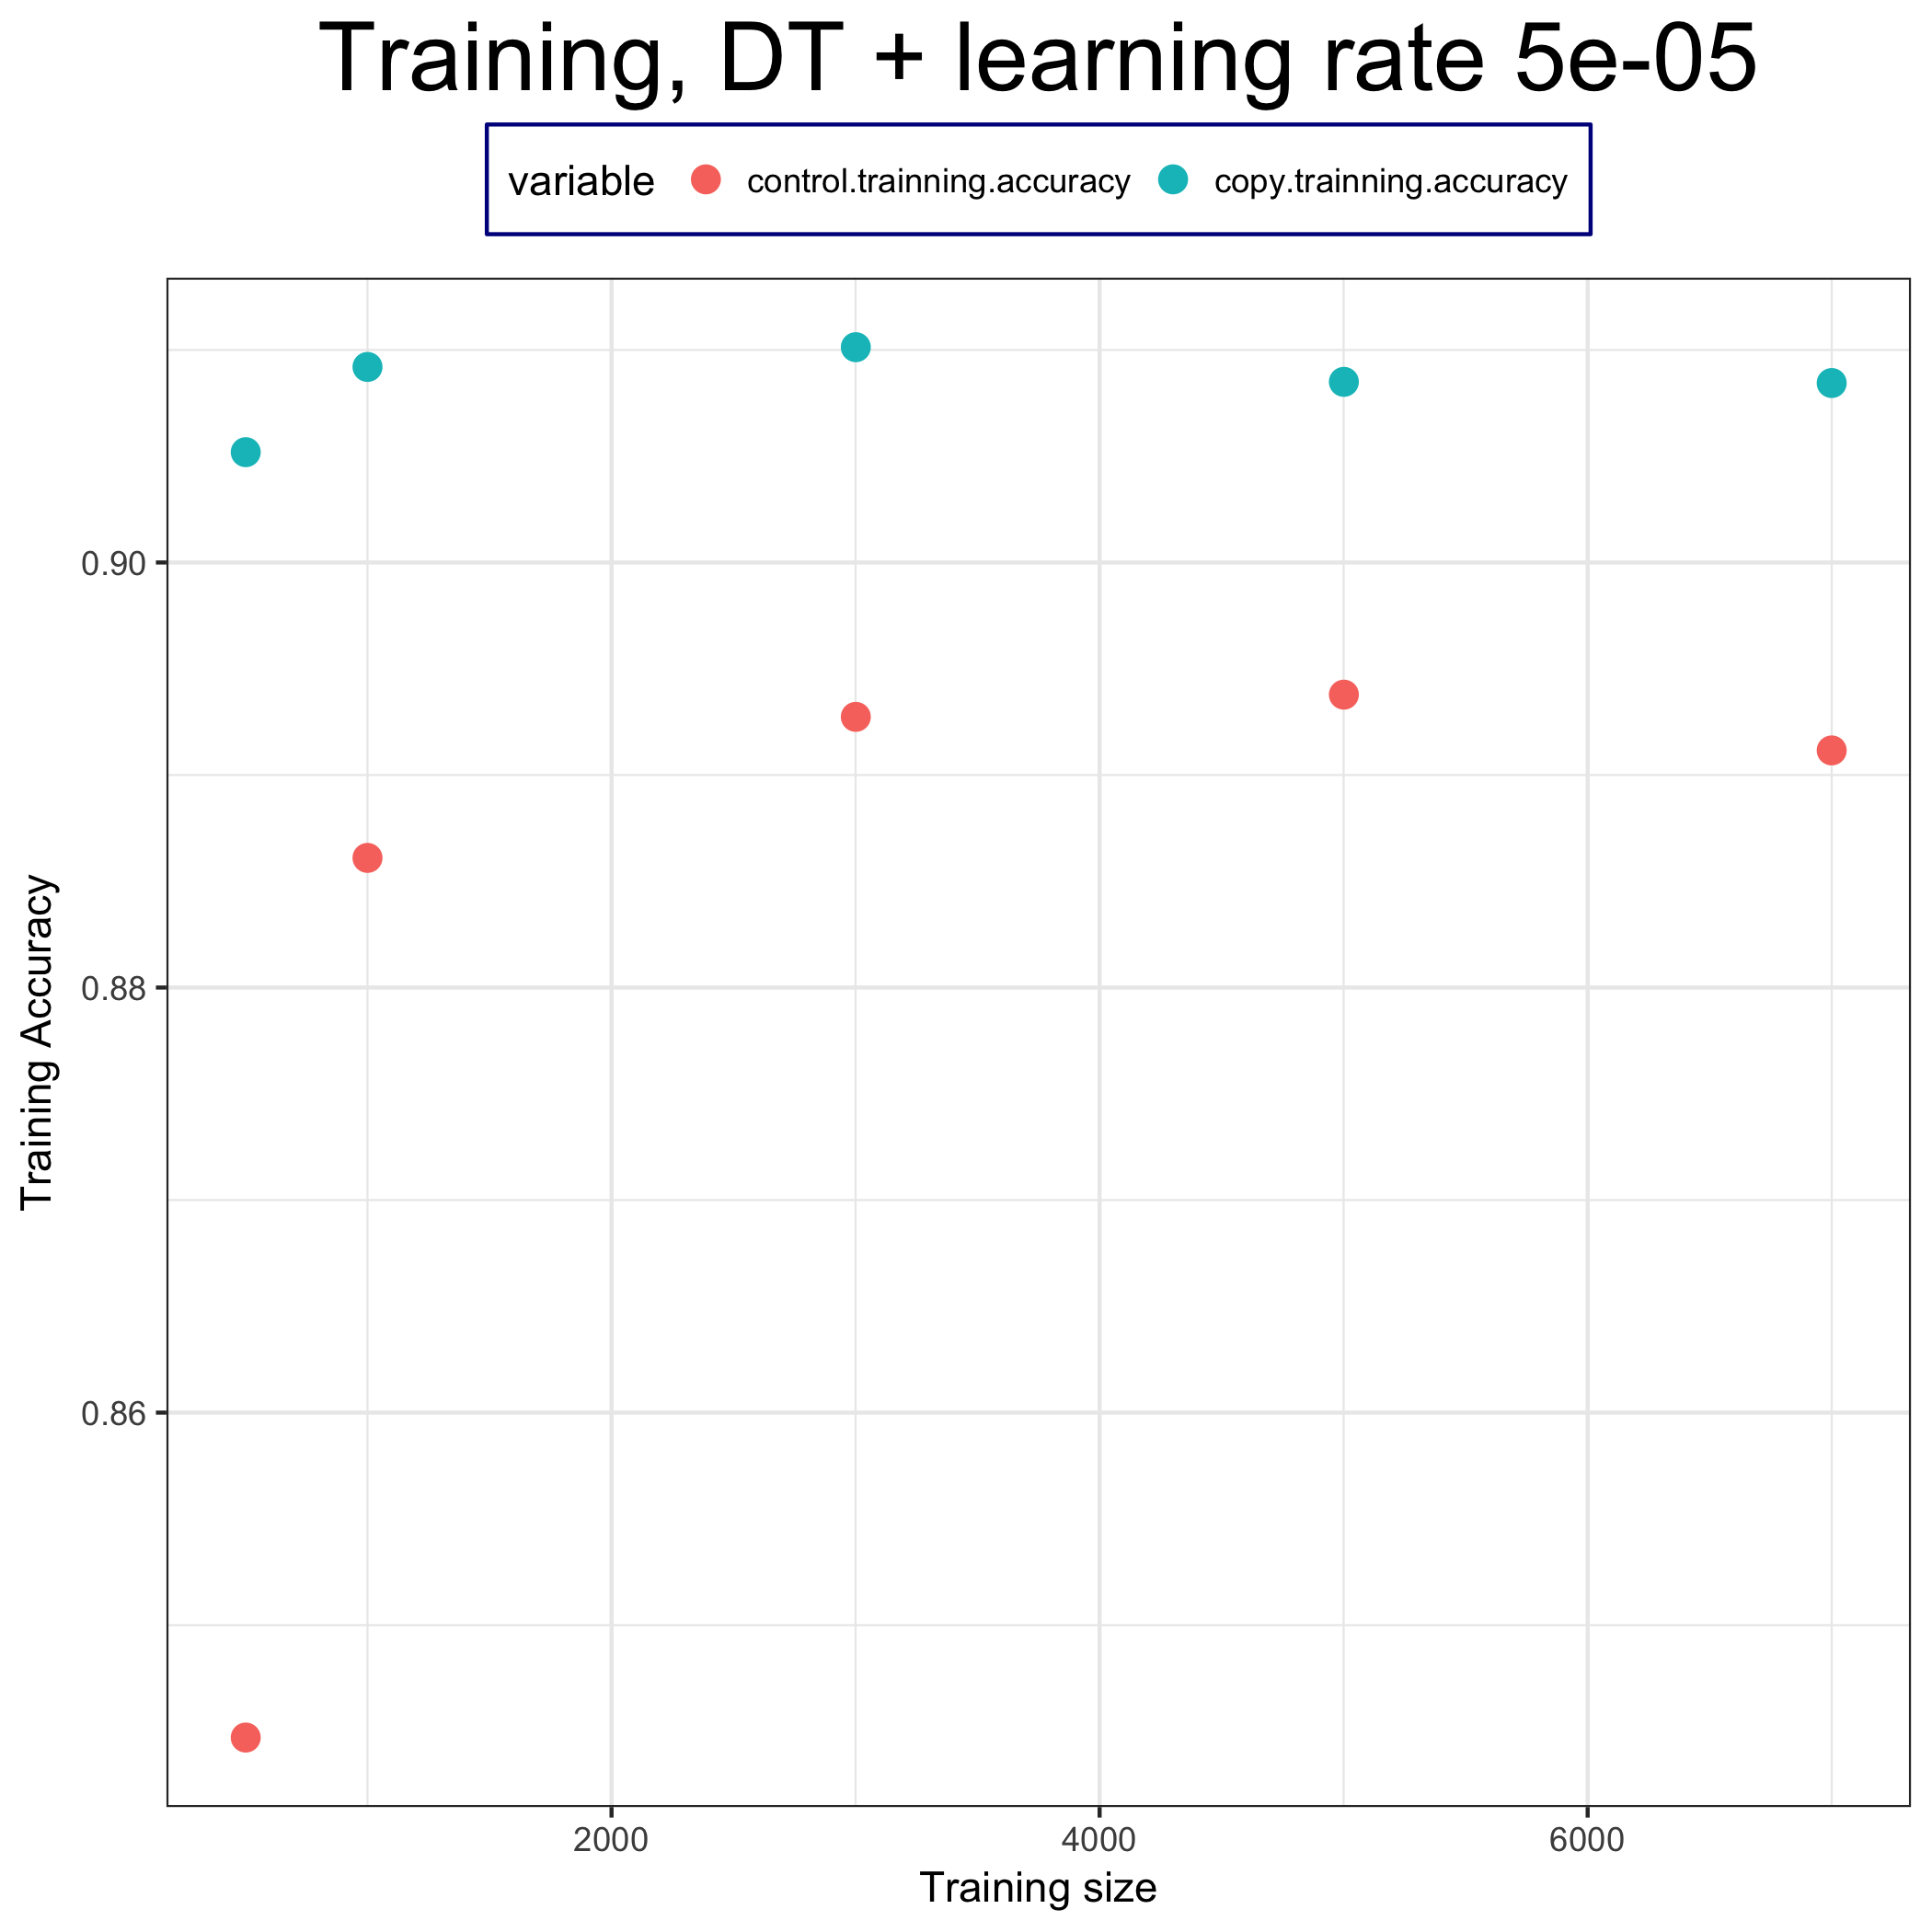 Training, DT + learning rate 5e-05
variable control.trainning.accuracy copy.trainning.accuracy
0.90
0.88
0.86
Training Accuracy
2000 4000 6000
Training size